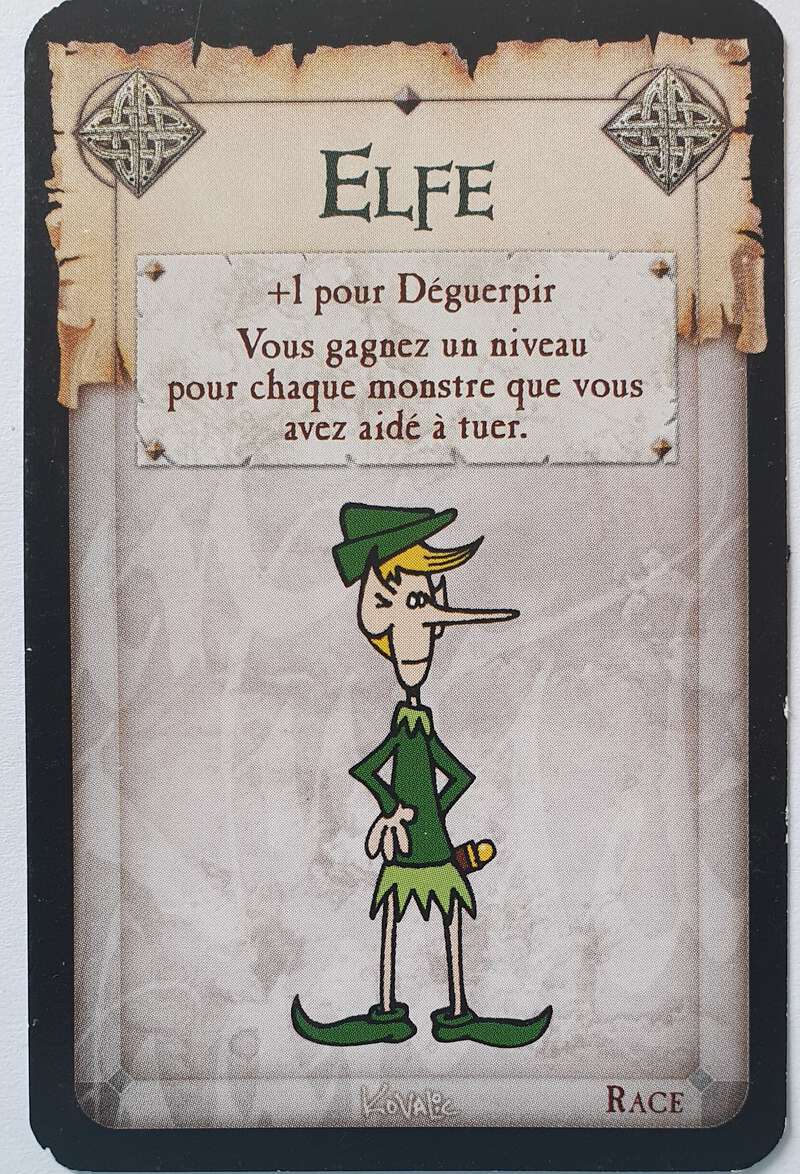 ELFE
+1 pour Déguerpir
Vous gagnez un niveau
pour chaque monstre que vous
avez aidé à tuer.
Kovalic
RACE